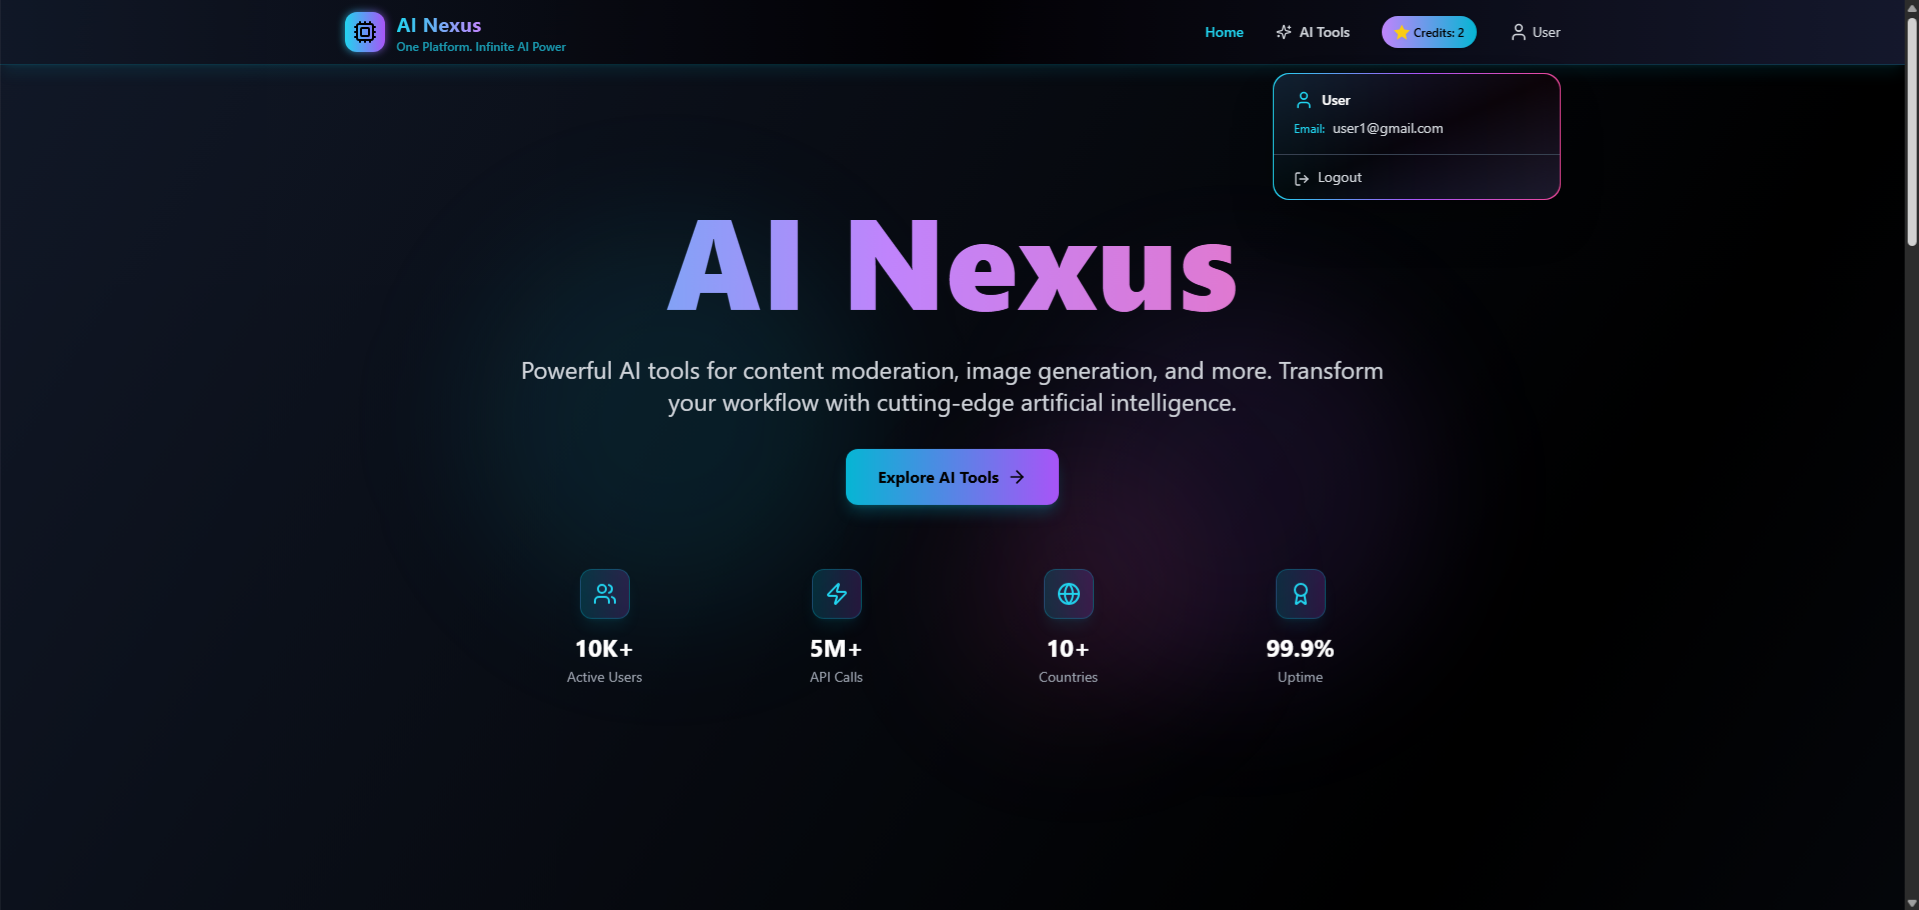 AI Nexus
One Platform. Infinite AI Power
Home
AI Tools
Credits: 2
User
User
Email: user1@gmail.com
Logout
AI Nexus
Powerful AI tools for content moderation, image generation, and more. Transform
your workflow with cutting-edge artificial intelligence.
Explore AI Tools
10K+
Active Users
5M+
API Calls
10+
Countries
99.9%
Uptime